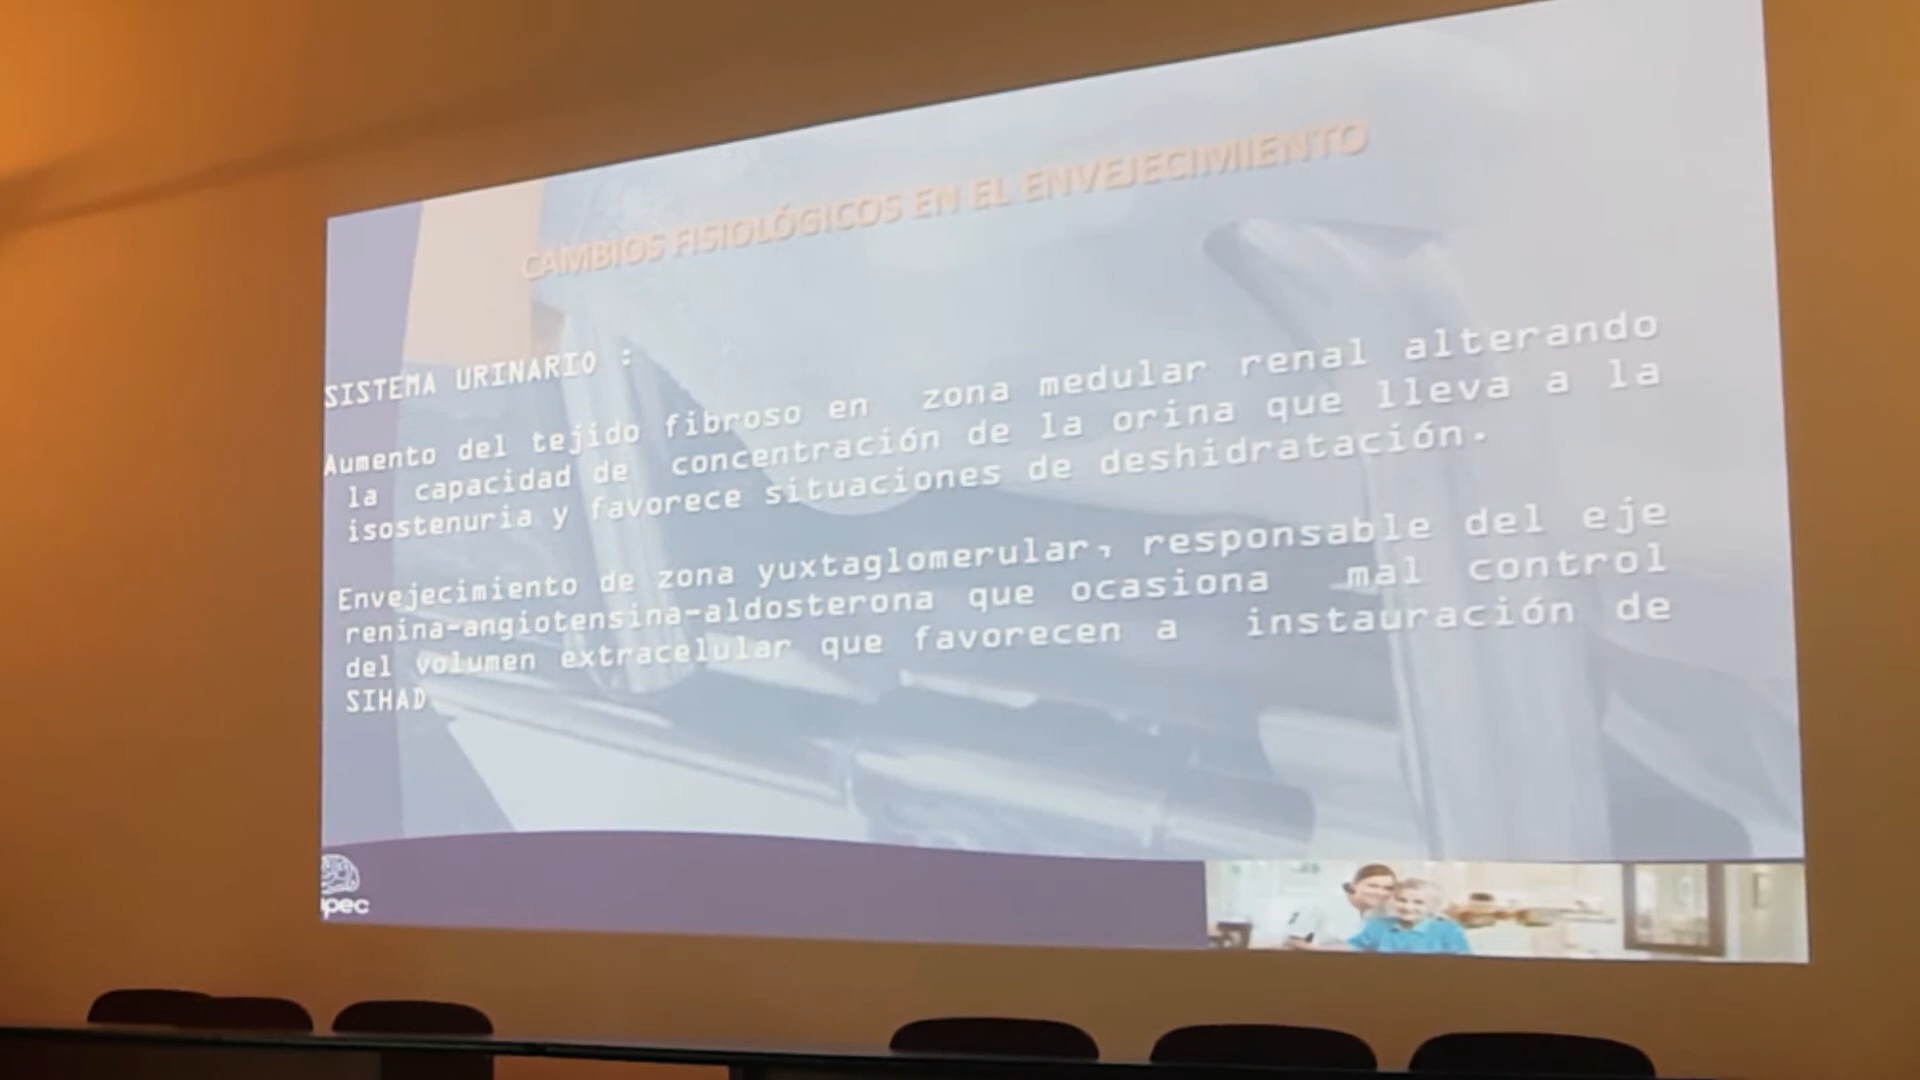 CAMBIOS FISIOLÓGICOS EN EL ENVEJECIMIENTO
SISTEMA URINARIO :
Aumento del tejido fibroso en zona medular renal alterando
la capacidad de concentración de la orina que lleva a la
isostenuria y favorece situaciones de deshidratación.
Envejecimiento de zona yuxtaglomerular, responsable del eje
renina-angiotensina-aldosterona que ocasiona mal control
del volumen extracelular que favorecen a instauración de
SIHAD
ipec